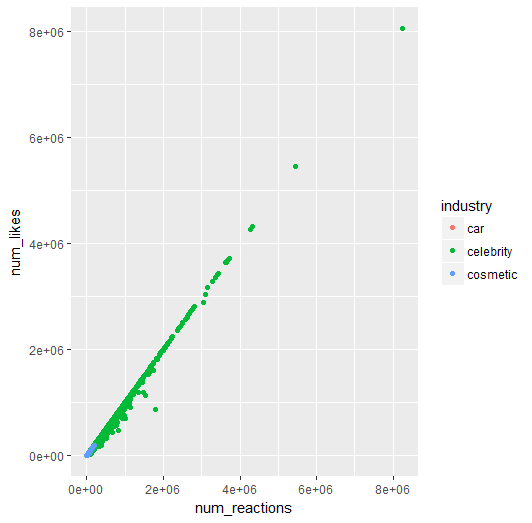 8e+06
6e+06
4e+06
2e+06
0e+00
num_likes
0e+00 2e+06 4e+06 6e+06 8e+06
num_reactions
industry
car
celebrity
cosmetic